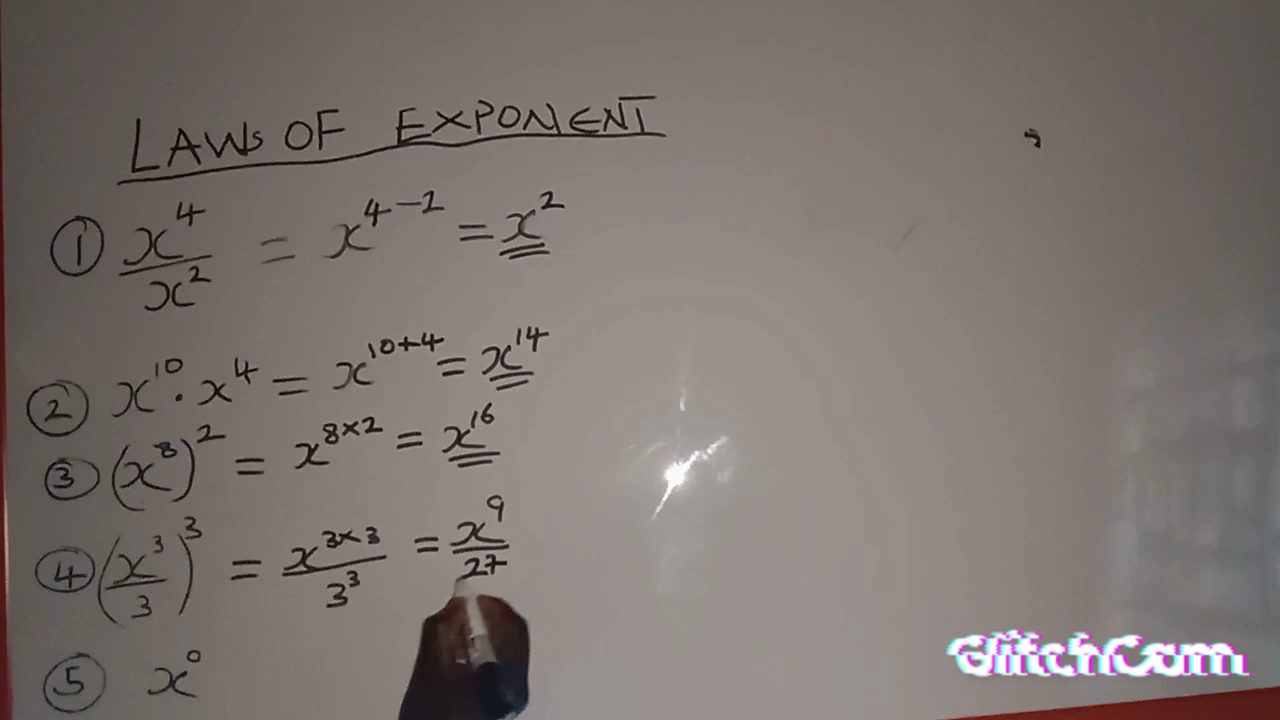 LAWS OF EXPONENT
① x⁴/x² = x⁴⁻² = x²
② x¹⁰ · x⁴ = x¹⁰⁺⁴ = x¹⁴
③ (x⁸)² = x⁸ˣ² = x¹⁶
④ (x³/3)³ = x³ˣ³/3³ = x⁹/27
⑤ x⁰
GlitchCam